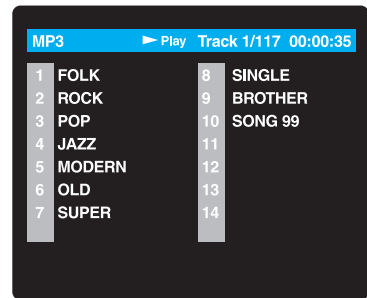 MP3 ► Play Track 1/117 00:00:35
1 FOLK
2 ROCK
3 POP
4 JAZZ
5 MODERN
6 OLD
7 SUPER
8 SINGLE
9 BROTHER
10 SONG 99
11
12
13
14